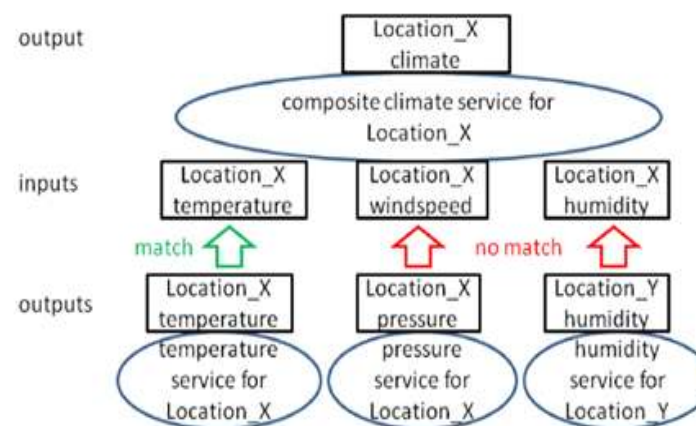 output
Location_X
climate
composite climate service for
Location_X
inputs
Location_X
temperature
Location_X
windspeed
Location_X
humidity
match
no match
outputs
Location_X
temperature
Location_X
pressure
Location_Y
humidity
temperature
service for
Location_X
pressure
service for
Location_X
humidity
service for
Location_Y